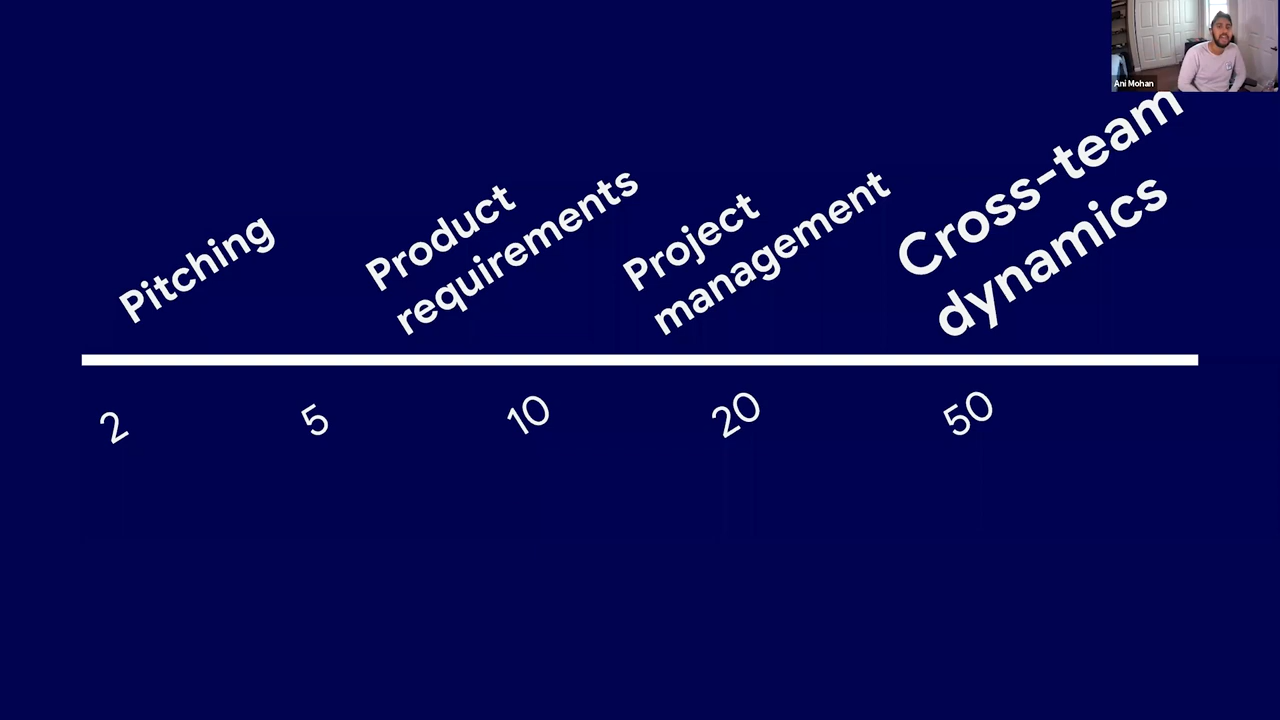 Ani Mohan
Pitching
Product
requirements
Project
management
Cross-team
dynamics
2
5
10
20
50